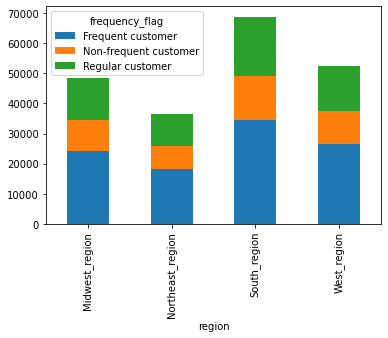 frequency_flag
Frequent customer
Non-frequent customer
Regular customer
70000
60000
50000
40000
30000
20000
10000
0
Midwest_region
Northeast_region
South_region
West_region
region